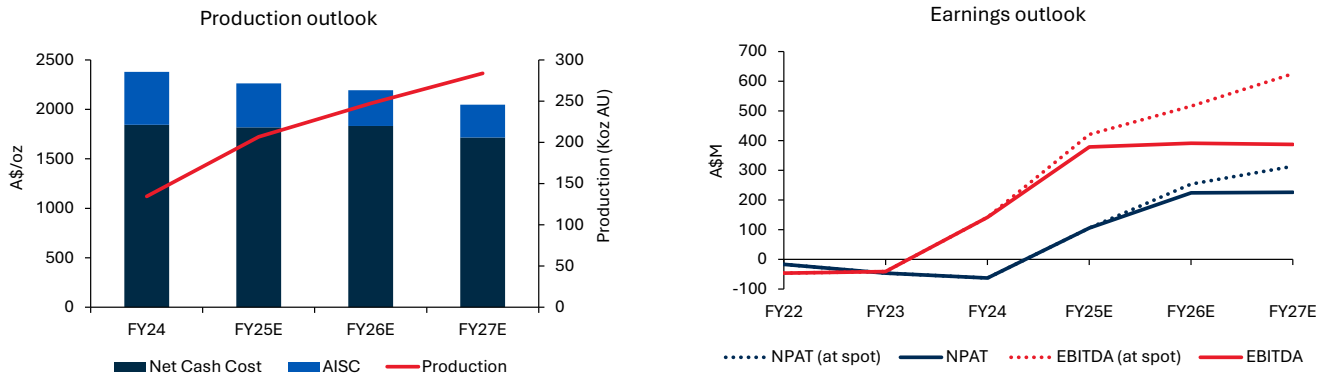 Production outlook
2500
2000
1500
1000
500
0
A$/oz
300
250
200
150
100
50
0
Production (Koz AU)
FY24 FY25E FY26E FY27E
Net Cash Cost AISC Production
Earnings outlook
700
600
500
400
300
200
100
0
-100
A$M
FY22 FY23 FY24 FY25E FY26E FY27E
NPAT (at spot) NPAT EBITDA (at spot) EBITDA